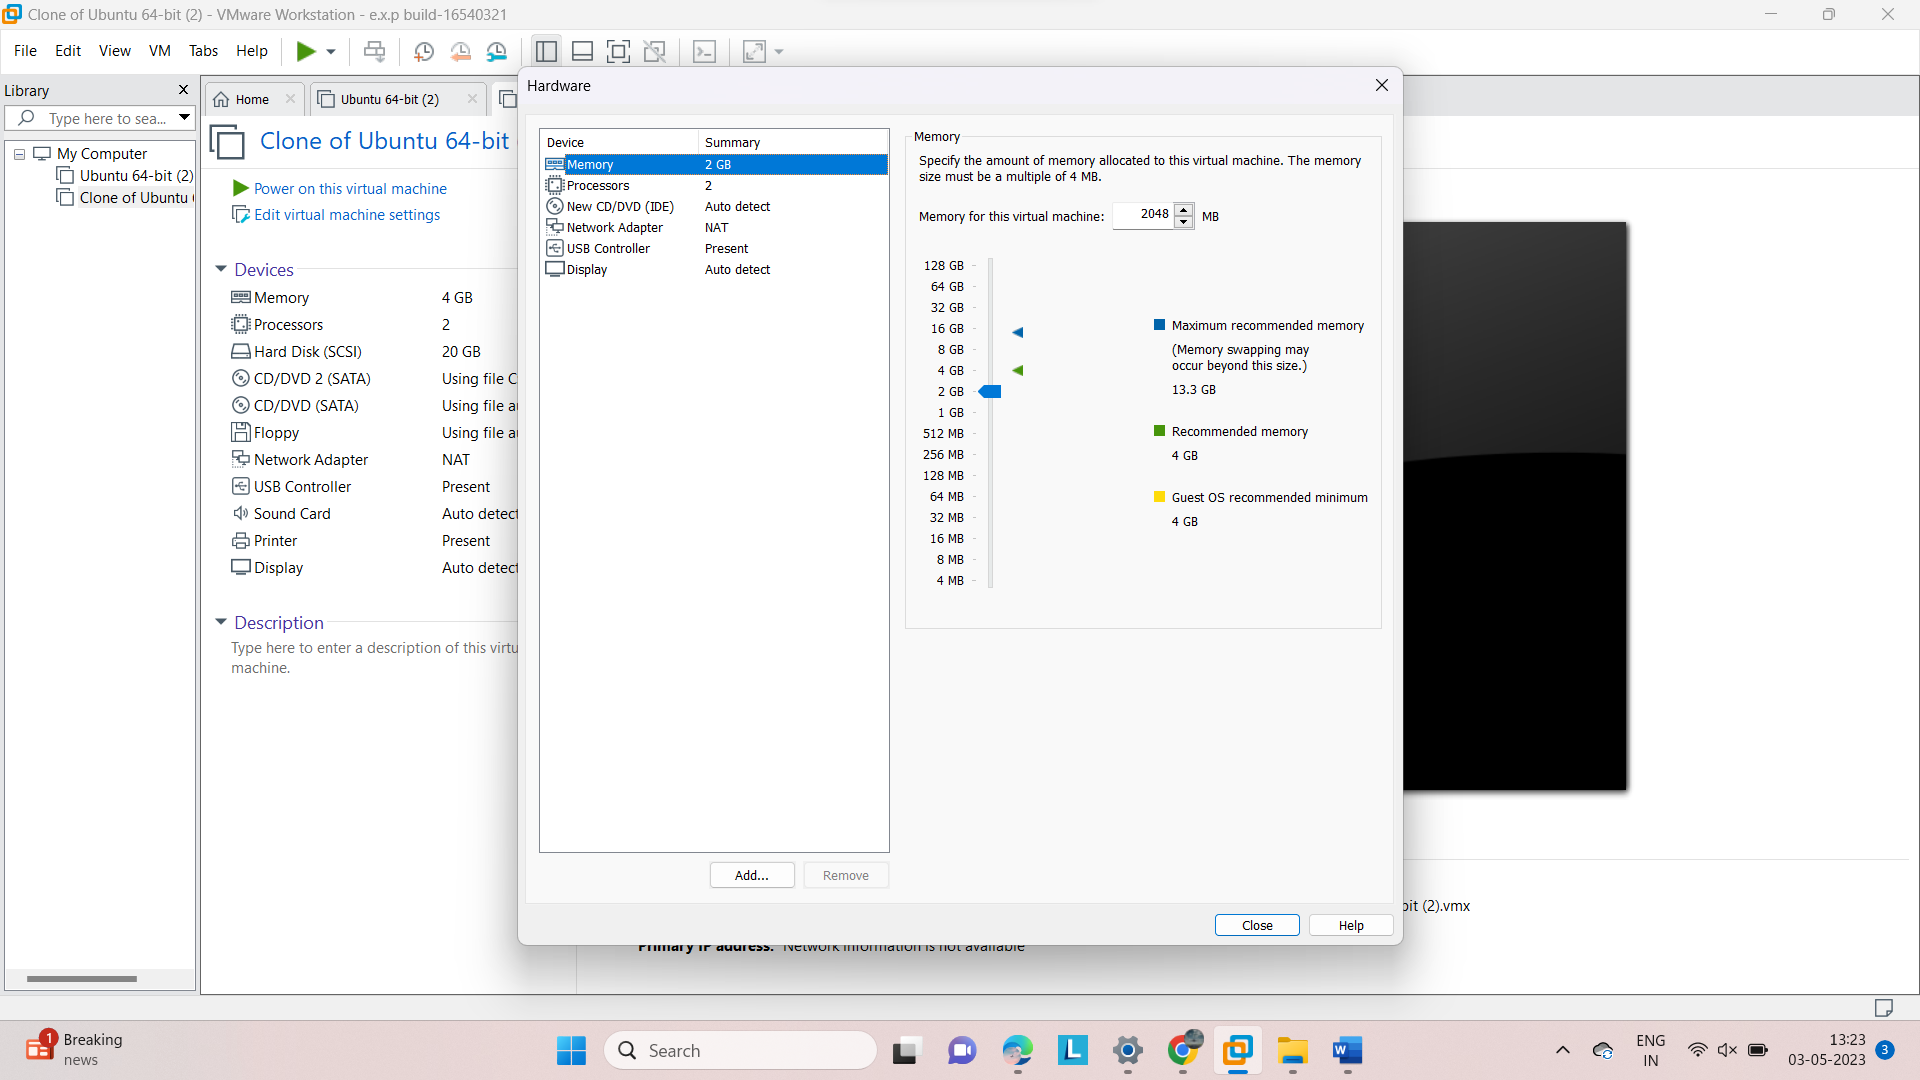 Clone of Ubuntu 64-bit (2) - VMware Workstation - e.x.p build-16540321
File Edit View VM Tabs Help
Library
Type here to sea...
My Computer
Ubuntu 64-bit (2)
Clone of Ubuntu
Home
Ubuntu 64-bit (2)
Clone of Ubuntu 64-bit
Power on this virtual machine
Edit virtual machine settings
Devices
Memory 4 GB
Processors 2
Hard Disk (SCSI) 20 GB
CD/DVD 2 (SATA) Using file C
CD/DVD (SATA) Using file a
Floppy Using file a
Network Adapter NAT
USB Controller Present
Sound Card Auto detect
Printer Present
Display Auto detect
Description
Type here to enter a description of this virtu
machine.
Hardware
Device Summary
Memory 2 GB
Processors 2
New CD/DVD (IDE) Auto detect
Network Adapter NAT
USB Controller Present
Display Auto detect
Add...
Remove
Memory
Specify the amount of memory allocated to this virtual machine. The memory
size must be a multiple of 4 MB.
Memory for this virtual machine: 2048 MB
128 GB
64 GB
32 GB
16 GB
8 GB
4 GB
2 GB
1 GB
512 MB
256 MB
128 MB
64 MB
32 MB
16 MB
8 MB
4 MB
Maximum recommended memory
(Memory swapping may
occur beyond this size.)
13.3 GB
Recommended memory
4 GB
Guest OS recommended minimum
4 GB
Close
Help
bit (2).vmx
Primary IP address: Network information is not available
1
Breaking
news
Search
L
W
ENG
IN
13:23
03-05-2023
3